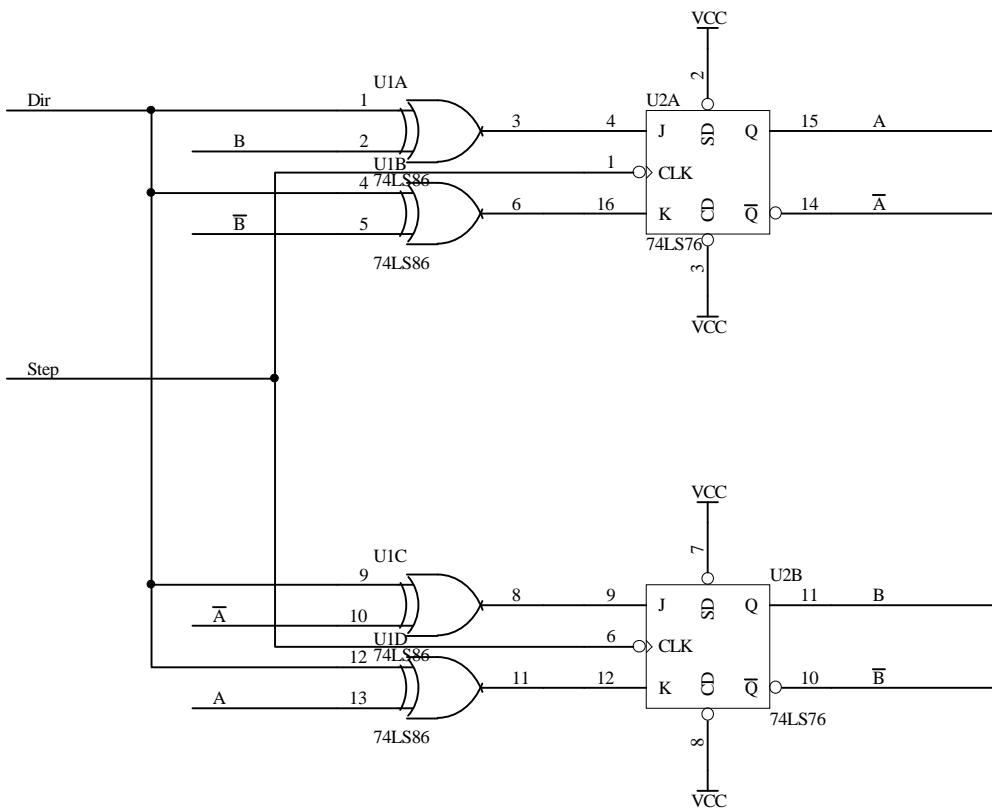 VCC
2
Dir
U1A
1
3
4
U2A
J
SD
Q
15
A
B
2
U1B
74LS86
1
CLK
4
6
16
K
CD
Q̅
14
A̅
B̅
5
74LS86
74LS76
3
VCC
Step
VCC
7
U1C
9
8
9
U2B
J
SD
Q
11
B
A̅
10
U1D
74LS86
6
CLK
12
11
12
K
CD
Q̅
10
B̅
A
13
74LS86
74LS76
8
VCC